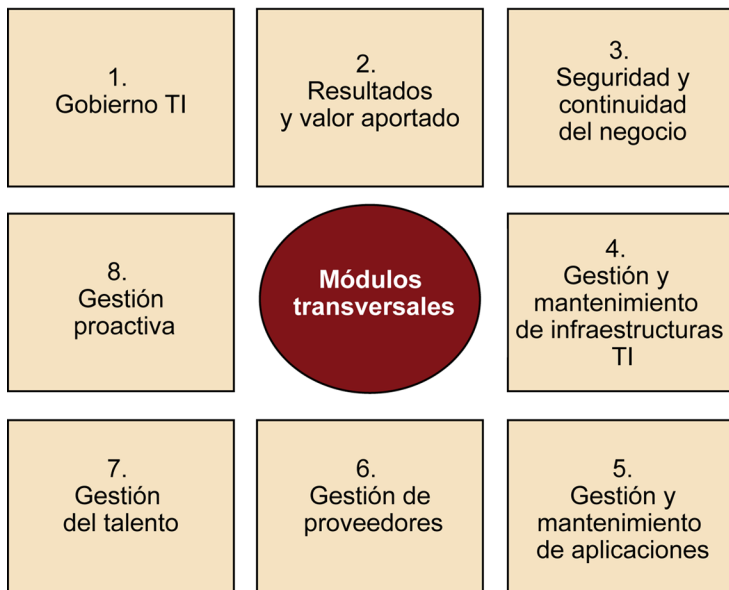 1.
Gobierno TI
2.
Resultados
y valor aportado
3.
Seguridad y
continuidad
del negocio
8.
Gestión
proactiva
Módulos
transversales
4.
Gestión y
mantenimiento
de infraestructuras
TI
7.
Gestión
del talento
6.
Gestión de
proveedores
5.
Gestión y
mantenimiento
de aplicaciones